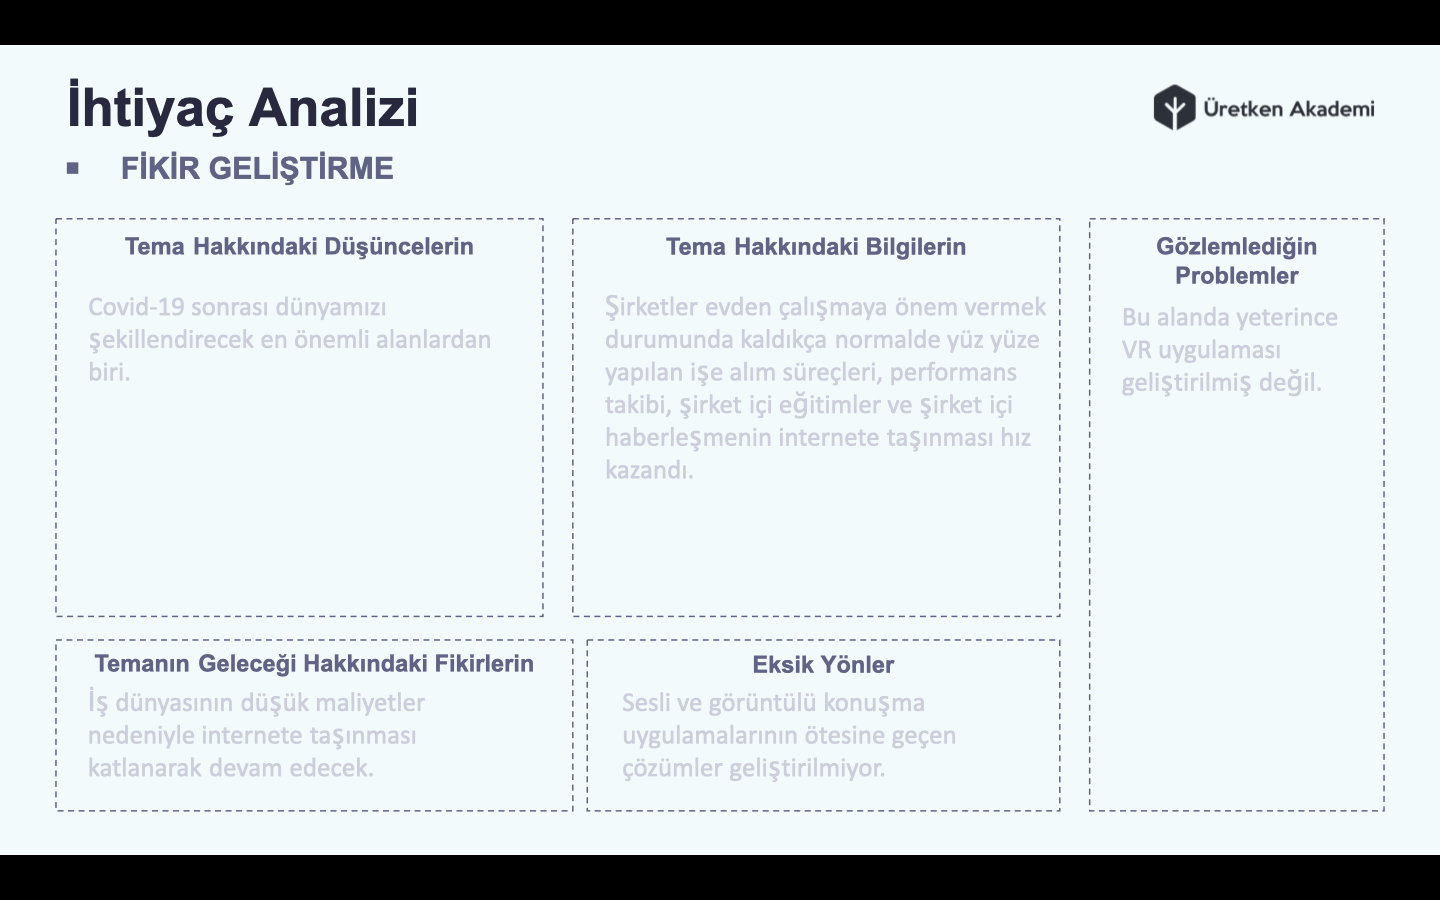 İhtiyaç Analizi
Üretken Akademi
FİKİR GELİŞTİRME
Tema Hakkındaki Düşüncelerin
Covid-19 sonrası dünyamızı
şekillendirecek en önemli alanlardan
biri.
Tema Hakkındaki Bilgilerin
Şirketler evden çalışmaya önem vermek
durumunda kaldıkça normalde yüz yüze
yapılan işe alım süreçleri, performans
takibi, şirket içi eğitimler ve şirket içi
haberleşmenin internete taşınması hız
kazandı.
Gözlemlediğin
Problemler
Bu alanda yeterince
VR uygulaması
geliştirilmiş değil.
Temanın Geleceği Hakkındaki Fikirlerin
İş dünyasının düşük maliyetler
nedeniyle internete taşınması
katlanarak devam edecek.
Eksik Yönler
Sesli ve görüntülü konuşma
uygulamalarının ötesine geçen
çözümler geliştirilmiyor.